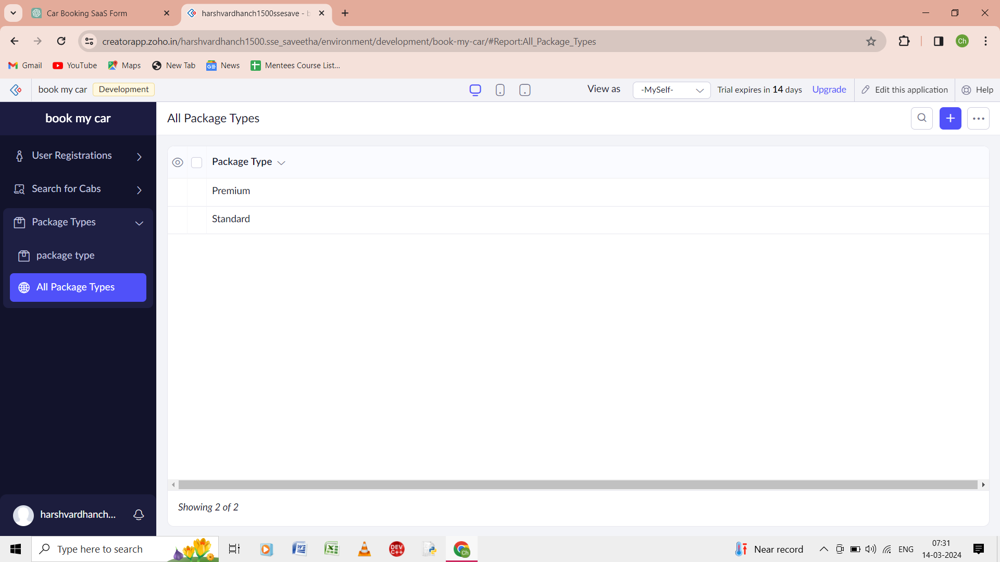 Car Booking SaaS Form
harshvardhanch1500ssesave - b
creatorapp.zoho.in/harshvardhanch1500.sse_saveetha/environment/development/book-my-car/#Report:All_Package_Types
Ch
Gmail
YouTube
Maps
New Tab
News
Mentees Course List...
book my car
Development
View as
-MySelf-
Trial expires in 14 days
Upgrade
Edit this application
Help
book my car
All Package Types
User Registrations
Search for Cabs
Package Types
package type
All Package Types
Package Type
Premium
Standard
Showing 2 of 2
harshvardhanch...
Type here to search
DEV
C++
Ch
Near record
ENG
07:31
14-03-2024